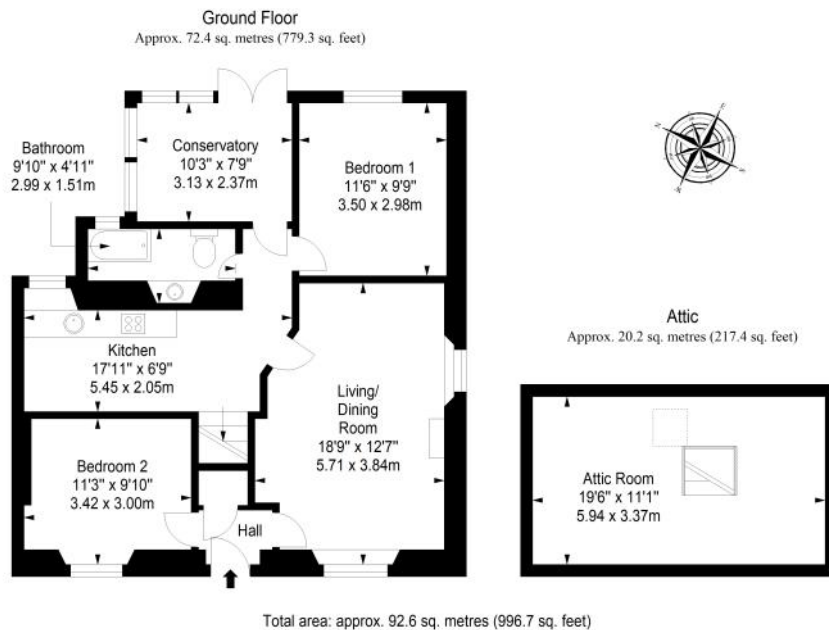 Ground Floor
Approx. 72.4 sq. metres (779.3 sq. feet)
Bathroom
9'10" x 4'11"
2.99 x 1.51m
Conservatory
10'3" x 7'9"
3.13 x 2.37m
Bedroom 1
11'6" x 9'9"
3.50 x 2.98m
Kitchen
17'11" x 6'9"
5.45 x 2.05m
Living/
Dining
Room
18'9" x 12'7"
5.71 x 3.84m
Bedroom 2
11'3" x 9'10"
3.42 x 3.00m
Hall
Attic
Approx. 20.2 sq. metres (217.4 sq. feet)
Attic Room
19'6" x 11'1"
5.94 x 3.37m
Total area: approx. 92.6 sq. metres (996.7 sq. feet)